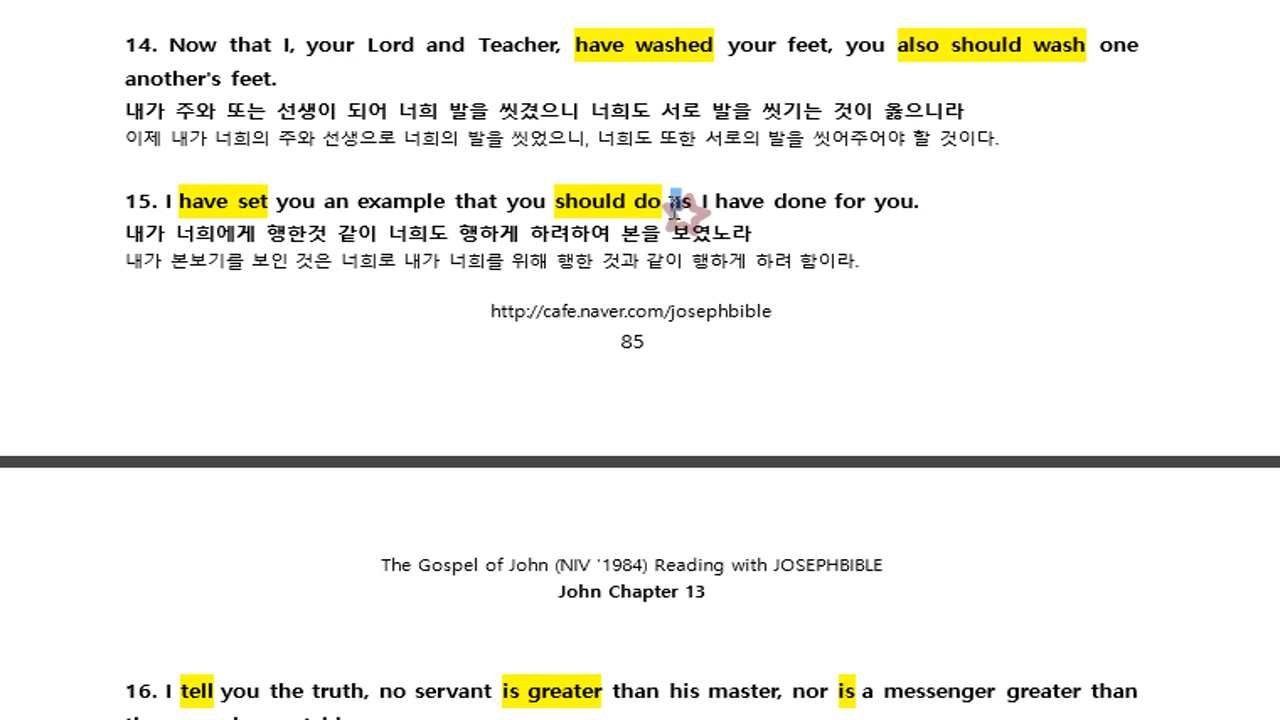 14. Now that I, your Lord and Teacher, have washed your feet, you also should wash one
another's feet.
내가 주와 또는 선생이 되어 너희 발을 씻겼으니 너희도 서로 발을 씻기는 것이 옳으니라
이제 내가 너희의 주와 선생으로 너희의 발을 씻었으니, 너희도 또한 서로의 발을 씻어주어야 할 것이다.
15. I have set you an example that you should do as I have done for you.
내가 너희에게 행한것 같이 너희도 행하게 하려하여 본을 보였노라
내가 본보기를 보인 것은 너희로 내가 너희를 위해 행한 것과 같이 행하게 하려 함이라.
http://cafe.naver.com/josephbible
85
The Gospel of John (NIV '1984) Reading with JOSEPHBIBLE
John Chapter 13
16. I tell you the truth, no servant is greater than his master, nor is a messenger greater than